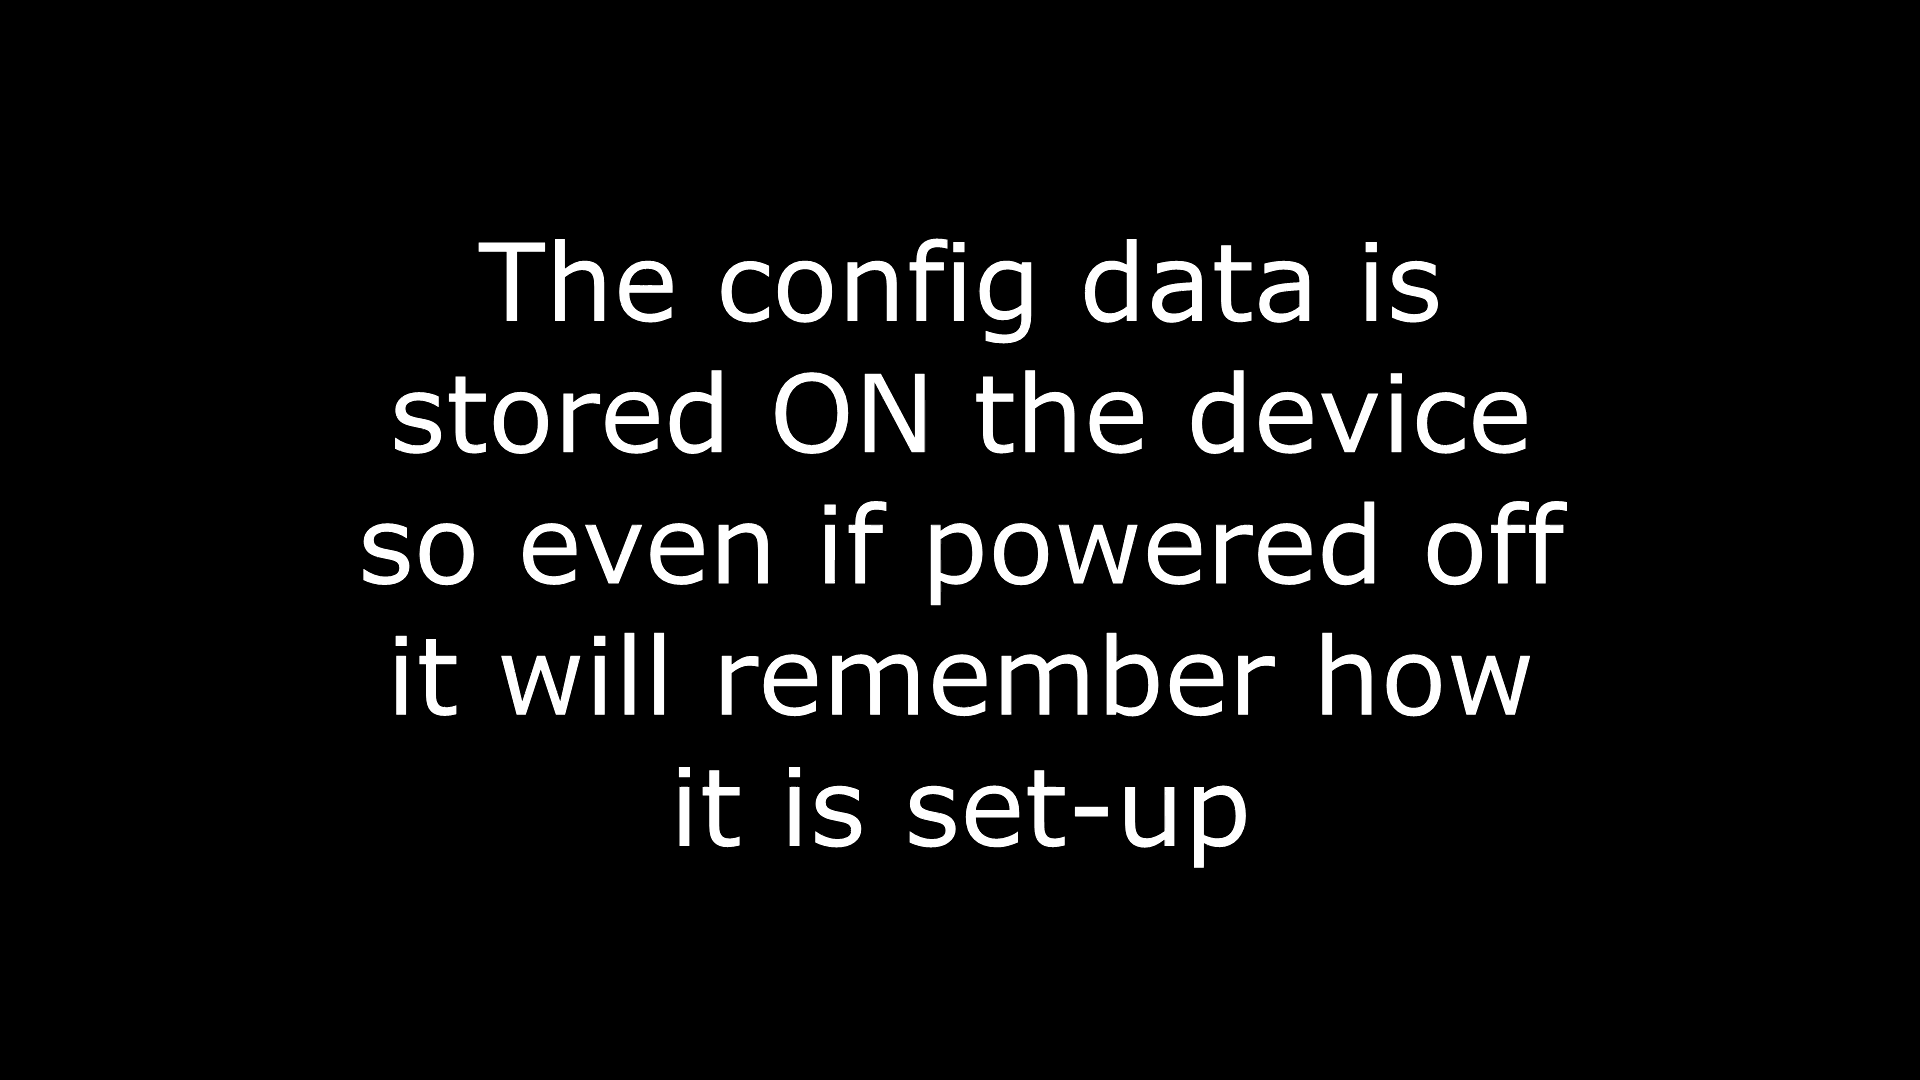 The config data is
stored ON the device
so even if powered off
it will remember how
it is set-up